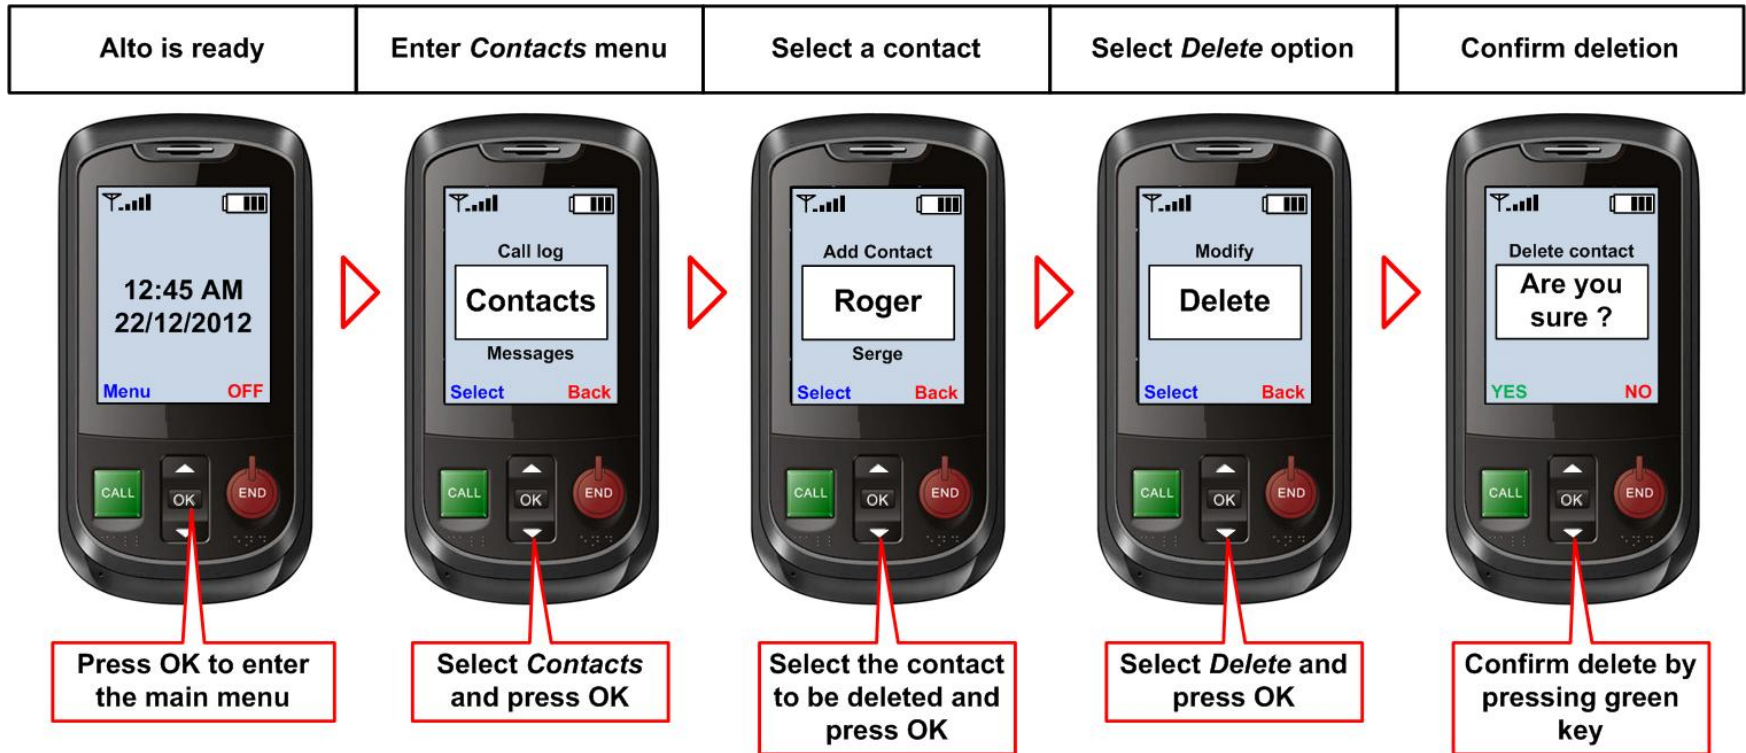 Alto is ready
Enter Contacts menu
Select a contact
Select Delete option
Confirm deletion
12:45 AM
22/12/2012
Menu OFF
CALL
OK
END
Press OK to enter
the main menu
Call log
Contacts
Messages
Select Back
CALL
OK
END
Select Contacts
and press OK
Add Contact
Roger
Serge
Select Back
CALL
OK
END
Select the contact
to be deleted and
press OK
Modify
Delete
Select Back
CALL
OK
END
Select Delete and
press OK
Delete contact
Are you
sure ?
YES NO
CALL
OK
END
Confirm delete by
pressing green
key